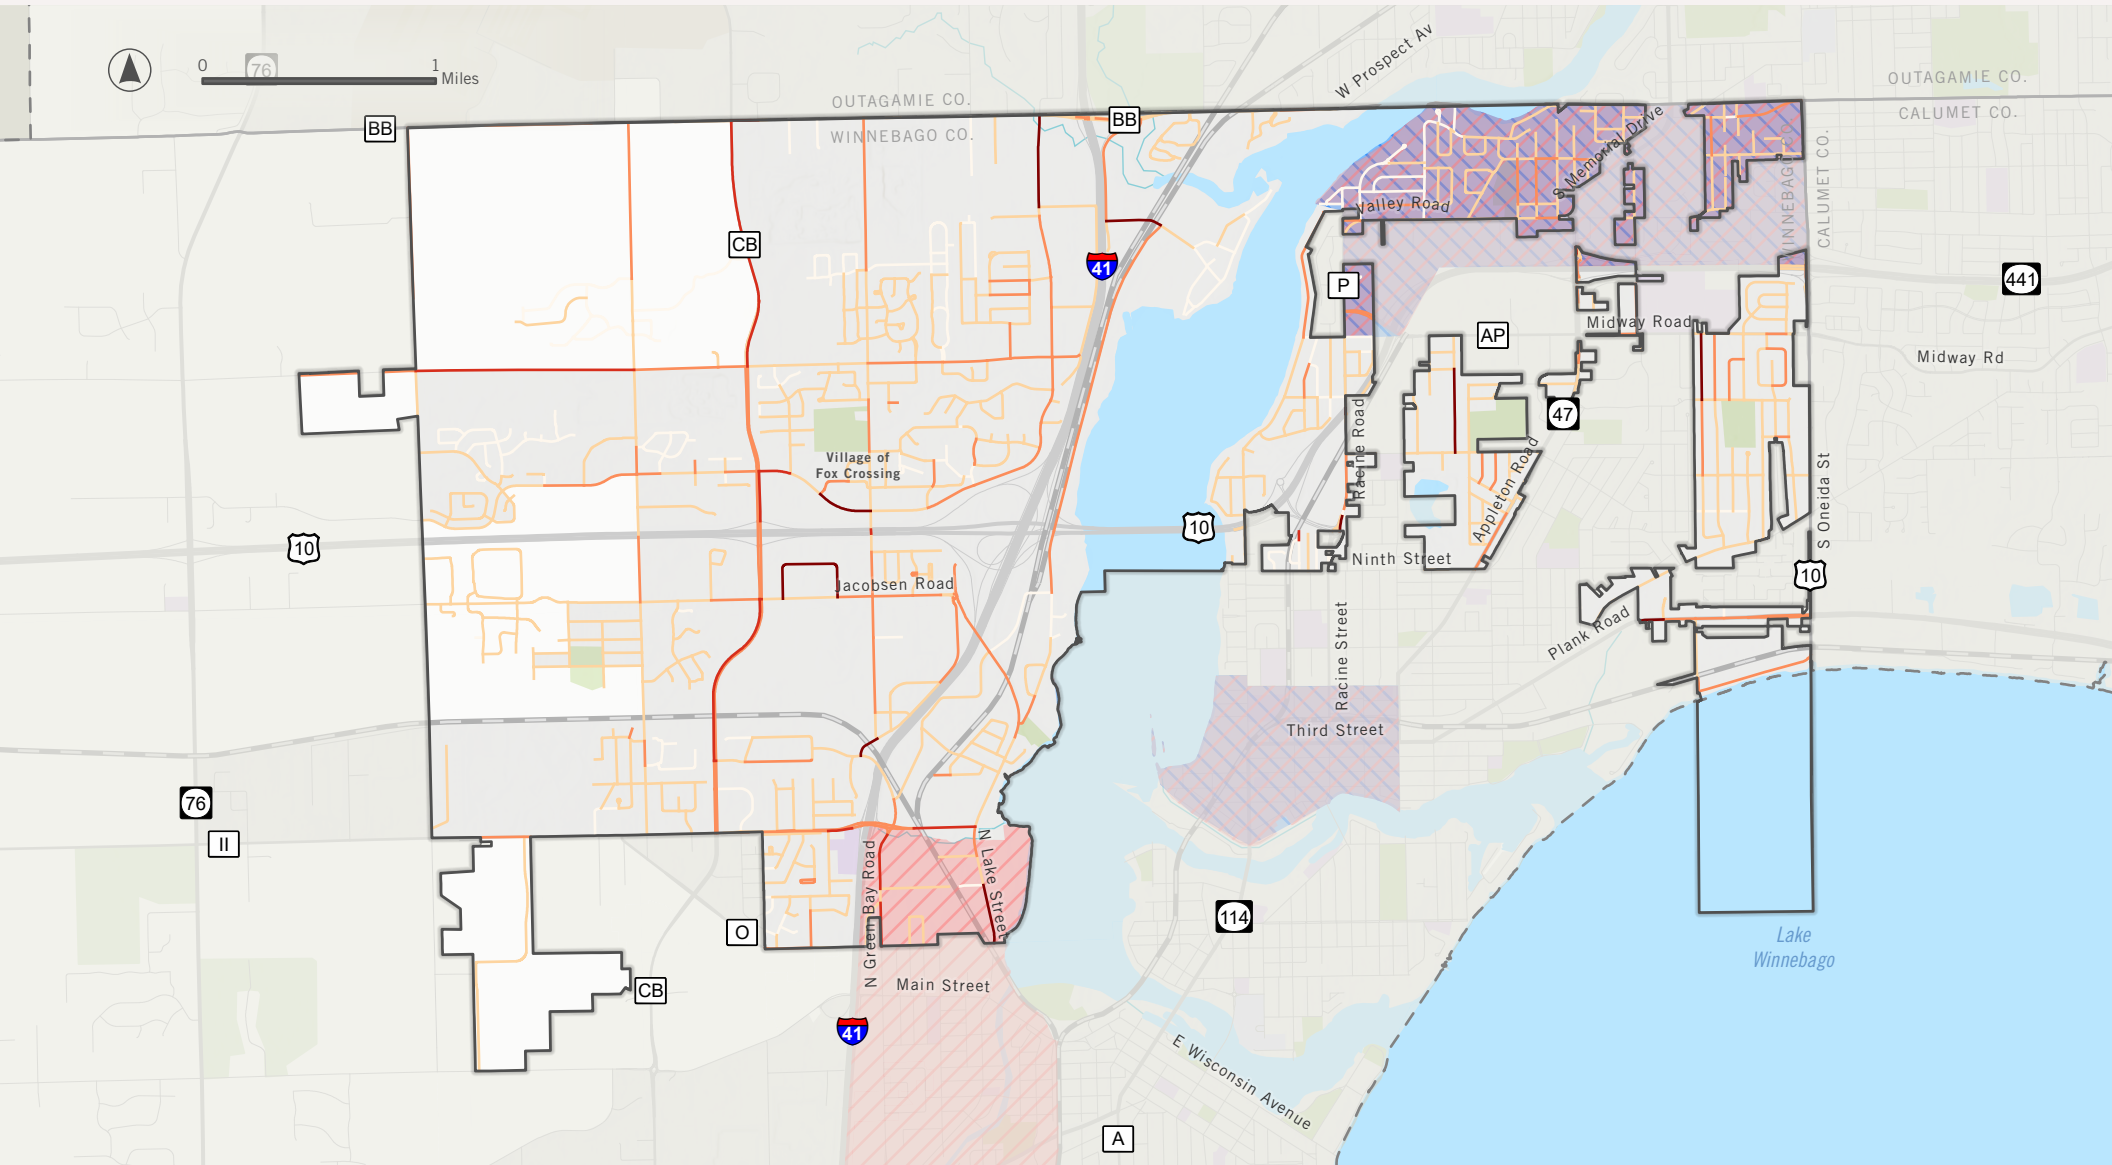 W Prospect Av
0
1
Miles
76
OUTAGAMIE CO.
OUTAGAMIE CO.
CALUMET CO.
BB
BB
WINNEBAGO CO.
S Memorial Drive
WINNEBAGO CO.
CALUMET CO.
Valley Road
CB
41
P
441
AP
Midway Road
Midway Rd
47
Racine Road
Village of
Fox Crossing
Appleton Road
S Oneida St
10
10
Ninth Street
10
Jacobsen Road
Plank Road
Racine Street
Third Street
76
II
N Green Bay Road
N Lake Street
O
114
Lake
Winnebago
CB
Main Street
41
E Wisconsin Avenue
A